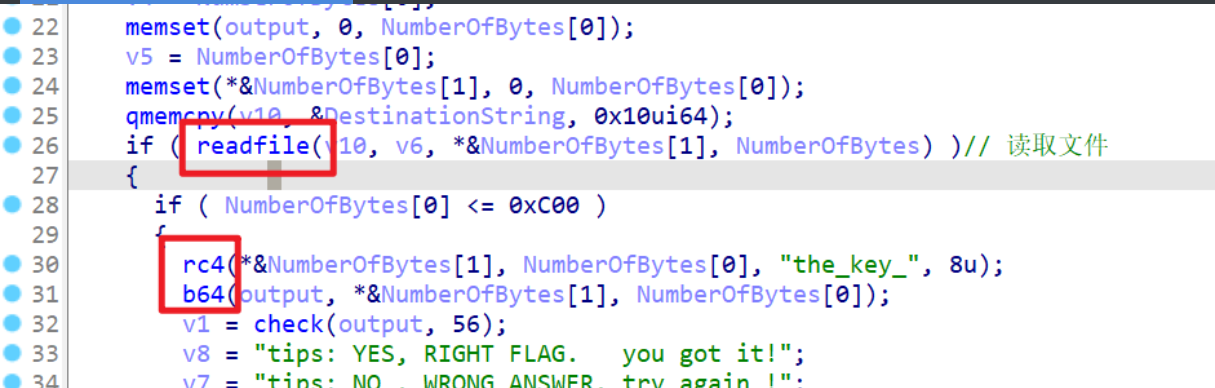 22 memset(output, 0, NumberOfBytes[0]);
23 v5 = NumberOfBytes[0];
24 memset(*&NumberOfBytes[1], 0, NumberOfBytes[0]);
25 qmemcpy(v10, &DestinationString, 0x10ui64);
26 if ( readfile(v10, v6, *&NumberOfBytes[1], NumberOfBytes) )// 读取文件
27 {
28 if ( NumberOfBytes[0] <= 0xC00 )
29 {
30 rc4(*&NumberOfBytes[1], NumberOfBytes[0], "the_key_", 8u);
31 b64(output, *&NumberOfBytes[1], NumberOfBytes[0]);
32 v1 = check(output, 56);
33 v8 = "tips: YES, RIGHT FLAG.   you got it!";
34 v7 = "tips: NO , WRONG ANSWER. try again !";